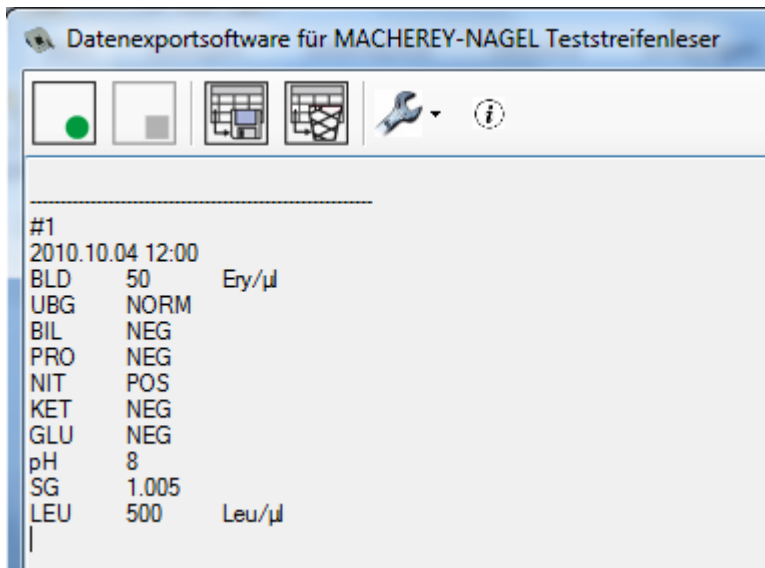 Datenexportsoftware für MACHEREY-NAGEL Teststreifenleser
i
#1
2010.10.04 12:00
BLD 50 Ery/µl
UBG NORM
BIL NEG
PRO NEG
NIT POS
KET NEG
GLU NEG
pH 8
SG 1.005
LEU 500 Leu/µl